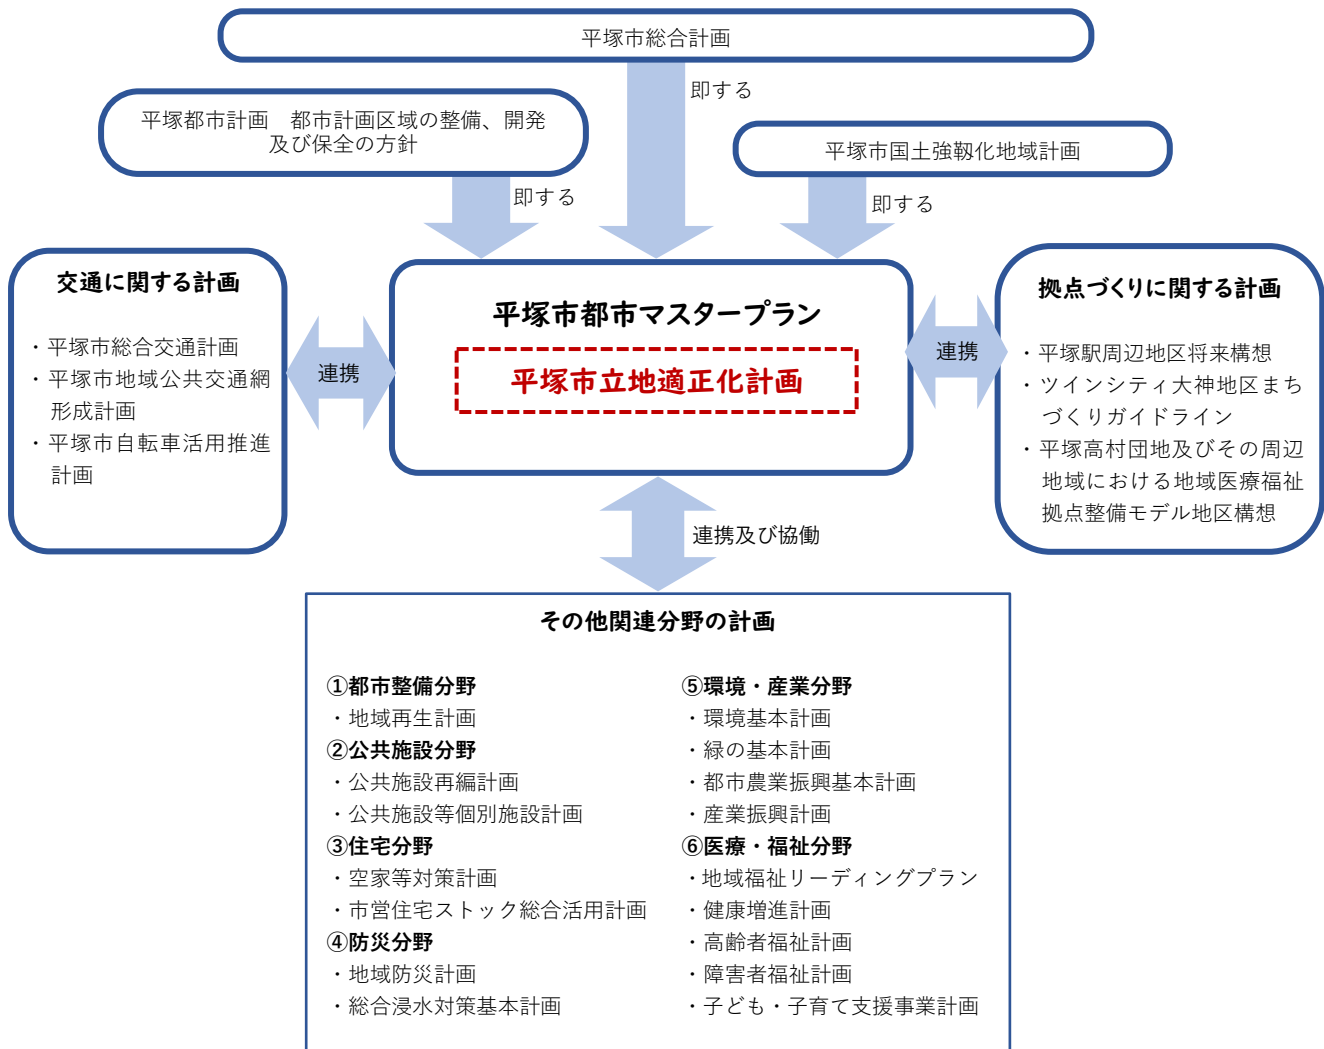 平塚市総合計画
即する
平塚都市計画　都市計画区域の整備、開発
及び保全の方針
即する
平塚市国土強靱化地域計画
即する
交通に関する計画
・平塚市総合交通計画
・平塚市地域公共交通網
形成計画
・平塚市自転車活用推進
計画
連携
平塚市都市マスタープラン
平塚市立地適正化計画
連携
拠点づくりに関する計画
・平塚駅周辺地区将来構想
・ツインシティ大神地区まち
づくりガイドライン
・平塚高村団地及びその周辺
地域における地域医療福祉
拠点整備モデル地区構想
連携及び協働
その他関連分野の計画
①都市整備分野
・地域再生計画
②公共施設分野
・公共施設再編計画
・公共施設等個別施設計画
③住宅分野
・空家等対策計画
・市営住宅ストック総合活用計画
④防災分野
・地域防災計画
・総合浸水対策基本計画
⑤環境・産業分野
・環境基本計画
・緑の基本計画
・都市農業振興基本計画
・産業振興計画
⑥医療・福祉分野
・地域福祉リーディングプラン
・健康増進計画
・高齢者福祉計画
・障害者福祉計画
・子ども・子育て支援事業計画